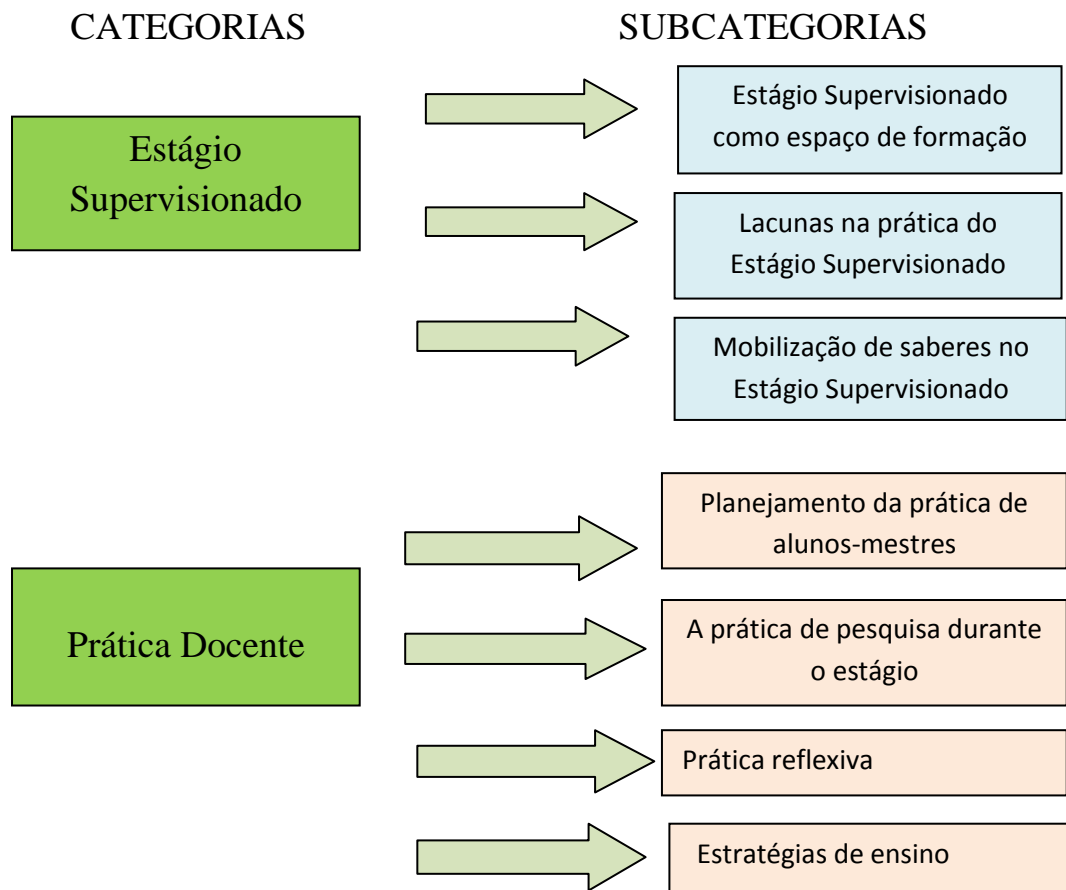 CATEGORIAS
SUBCATEGORIAS
Estágio
Supervisionado
Estágio Supervisionado
como espaço de formação
Lacunas na prática do
Estágio Supervisionado
Mobilização de saberes no
Estágio Supervisionado
Prática Docente
Planejamento da prática de
alunos-mestres
A prática de pesquisa durante
o estágio
Prática reflexiva
Estratégias de ensino